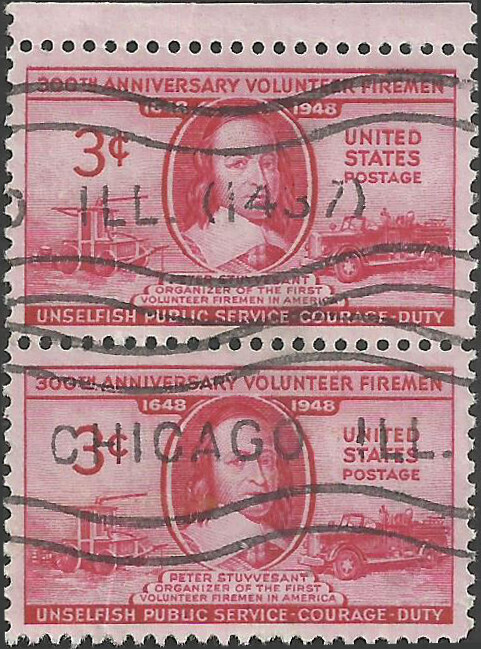 300TH ANNIVERSARY VOLUNTEER FIREMEN
1648 1948
3¢
UNITED
STATES
POSTAGE
O ILL. (1437)
PETER STUYVESANT
ORGANIZER OF THE FIRST
VOLUNTEER FIREMEN IN AMERICA
UNSELFISH PUBLIC SERVICE-COURAGE-DUTY
300TH ANNIVERSARY VOLUNTEER FIREMEN
1648 1948
3¢
UNITED
STATES
POSTAGE
CHICAGO ILL.
PETER STUYVESANT
ORGANIZER OF THE FIRST
VOLUNTEER FIREMEN IN AMERICA
UNSELFISH PUBLIC SERVICE-COURAGE-DUTY